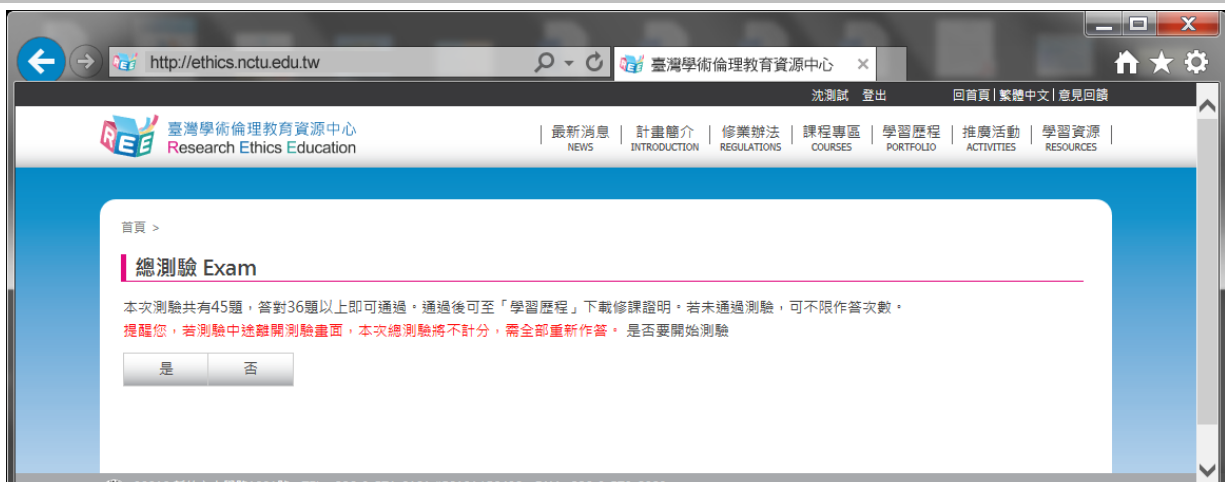 http://ethics.nctu.edu.tw
臺灣學術倫理教育資源中心
沈測試 登出 回首頁|繁體中文|意見回饋
REE
臺灣學術倫理教育資源中心
Research Ethics Education
最新消息 | 計畫簡介 | 修業辦法 | 課程專區 | 學習歷程 | 推廣活動 | 學習資源
NEWS INTRODUCTION REGULATIONS COURSES PORTFOLIO ACTIVITIES RESOURCES
首頁 >
總測驗 Exam
本次測驗共有45題，答對36題以上即可通過。通過後可至「學習歷程」下載修課證明。若未通過測驗，可不限作答次數。
提醒您，若測驗中途離開測驗畫面，本次總測驗將不計分，需全部重新作答。 是否要開始測驗
是 否